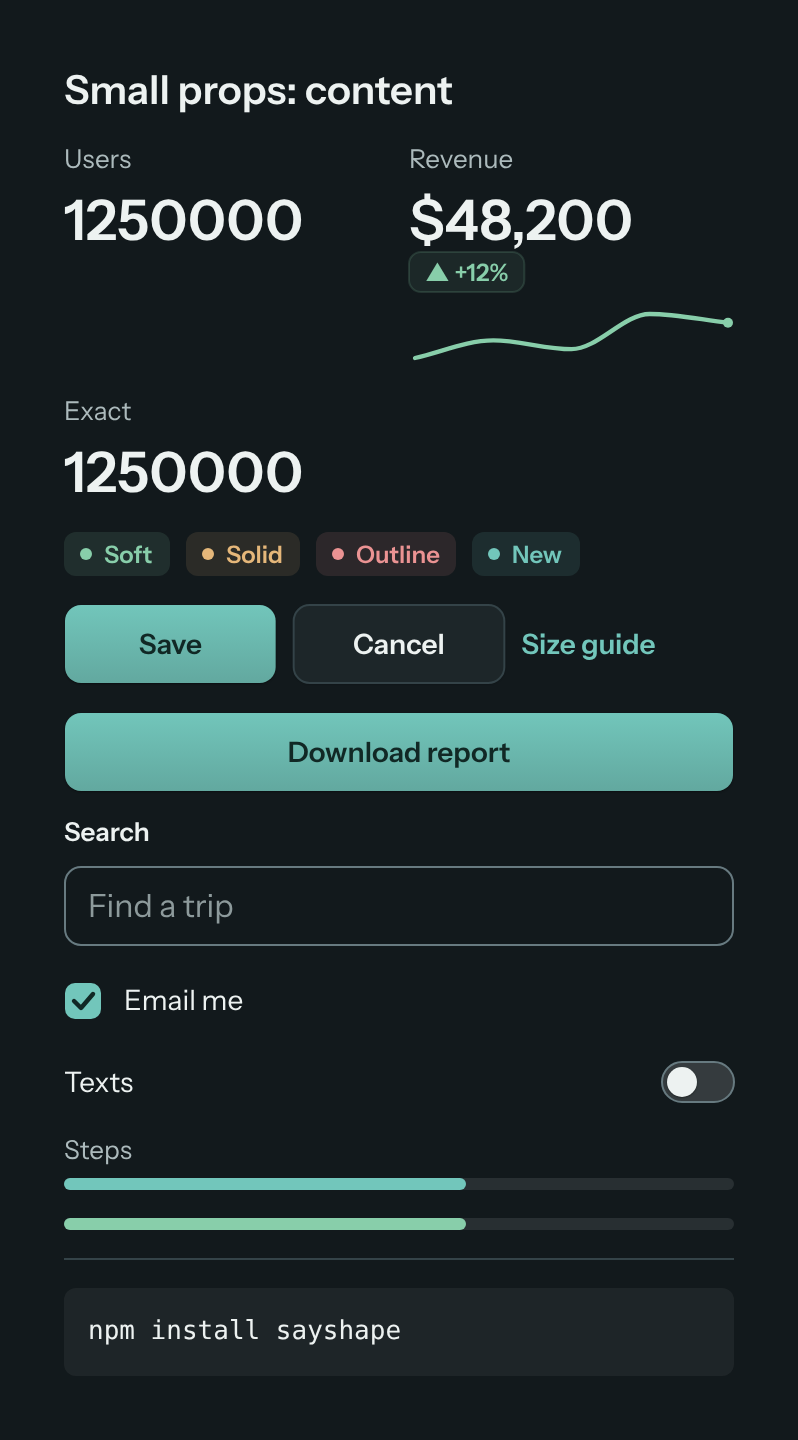 Small props: content
Users
1250000
Revenue
$48,200
▲ +12%
Exact
1250000
Soft
Solid
Outline
New
Save
Cancel
Size guide
Download report
Search
Find a trip
Email me
Texts
Steps
npm install sayshape